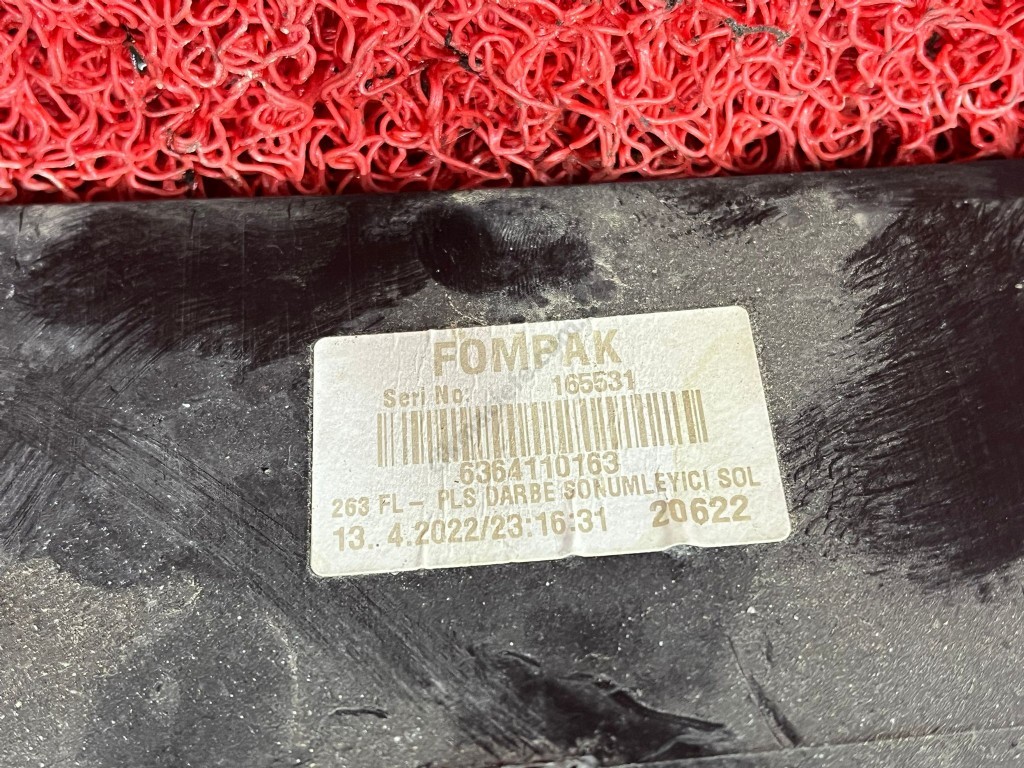 FOMPAK
Seri No: 165531
6364110163
263 FL - PLS DARBE SONUMLEYICI SOL
13. 4.2022/23:16:31 20622